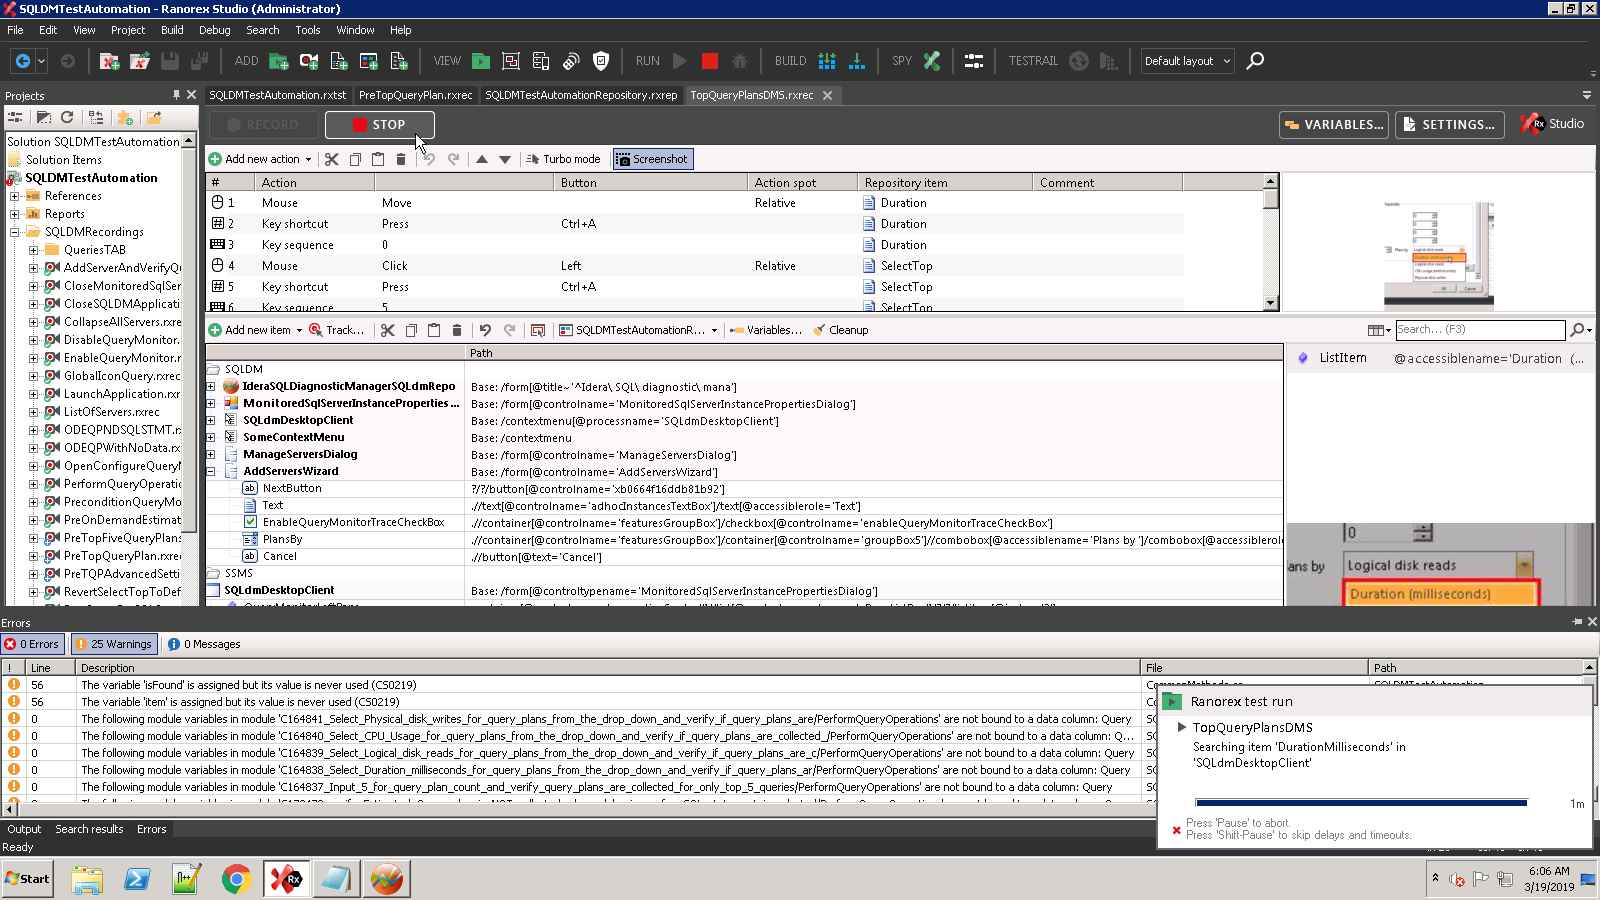 SQLDMTestAutomation - Ranorex Studio (Administrator)
File Edit View Project Build Debug Search Tools Window Help
ADD VIEW RUN BUILD SPY TESTRAIL Default layout
Projects
SQLDMTestAutomation.rxtst PreTopQueryPlan.rxrec SQLDMTestAutomationRepository.rxrep TopQueryPlansDMS.rxrec
RECORD STOP VARIABLES... SETTINGS... Rx Studio
Solution SQLDMTestAutomation
Solution Items
SQLDMTestAutomation
References
Reports
SQLDMRecordings
QueriesTAB
AddServerAndVerifyQu
CloseMonitoredSqlSer
CloseSQLDMApplicati
CollapseAllServers.rxre
DisableQueryMonitor.
EnableQueryMonitor.r
GlobalIconQuery.rxrec
LaunchApplication.rxr
ListOfServers.rxrec
ODEQPNDSQLSTMT.r
ODEQPWithNoData.rx
OpenConfigureQueryM
PerformQueryOperatio
PreconditionQueryMo
PreOnDemandEstimat
PreTopFiveQueryPlans
PreTopQueryPlan.rxrec
PreTQPAdvancedSetti
RevertSelectTopToDef
Add new action Turbo mode Screenshot
# Action Button Action spot Repository item Comment
1 Mouse Move Relative Duration
2 Key shortcut Press Ctrl+A Duration
3 Key sequence 0 Duration
4 Mouse Click Left Relative SelectTop
5 Key shortcut Press Ctrl+A SelectTop
6 Key sequence 5 SelectTop
Add new item Track... SQLDMTestAutomationR... Variables... Cleanup Search... (F3)
Path
SQLDM
IderaSQLDiagnosticManagerSQLdmRepo Base: /form[@title~'^Idera\ SQL\ diagnostic\ mana']
MonitoredSqlServerInstanceProperties ... Base: /form[@controlname='MonitoredSqlServerInstancePropertiesDialog']
SQLdmDesktopClient Base: /contextmenu[@processname='SQLdmDesktopClient']
SomeContextMenu Base: /contextmenu
ManageServersDialog Base: /form[@controlname='ManageServersDialog']
AddServersWizard Base: /form[@controlname='AddServersWizard']
NextButton ?/?/button[@controlname='xb0664f16ddb81b92']
Text .//text[@controlname='adhocInstancesTextBox']/text[@accessiblerole='Text']
EnableQueryMonitorTraceCheckBox .//container[@controlname='featuresGroupBox']/checkbox[@controlname='enableQueryMonitorTraceCheckBox']
PlansBy .//container[@controlname='featuresGroupBox']/container[@controlname='groupBox5']//combobox[@accessiblename='Plans by ']/combobox[@accessiblerole
Cancel .//button[@text='Cancel']
SSMS
SQLdmDesktopClient Base: /form[@controltypename='MonitoredSqlServerInstancePropertiesDialog']
ListItem @accessiblename='Duration (...
0
ans by Logical disk reads
Duration (milliseconds)
Errors
0 Errors 25 Warnings 0 Messages
! Line Description File Path
56 The variable 'isFound' is assigned but its value is never used (CS0219)
56 The variable 'item' is assigned but its value is never used (CS0219)
0 The following module variables in module 'C164841_Select_Physical_disk_writes_for_query_plans_from_the_drop_down_and_verify_if_query_plans_are/PerformQueryOperations' are not bound to a data column: Query
0 The following module variables in module 'C164840_Select_CPU_Usage_for_query_plans_from_the_drop_down_and_verify_if_query_plans_are_collected_/PerformQueryOperations' are not bound to a data column: Q...
0 The following module variables in module 'C164839_Select_Logical_disk_reads_for_query_plans_from_the_drop_down_and_verify_if_query_plans_are_c/PerformQueryOperations' are not bound to a data column: Query
0 The following module variables in module 'C164838_Select_Duration_milliseconds_for_query_plans_from_the_drop_down_and_verify_if_query_plans_ar/PerformQueryOperations' are not bound to a data column: Query
0 The following module variables in module 'C164837_Input_5_for_query_plan_count_and_verify_query_plans_are_collected_for_only_top_5_queries/PerformQueryOperations' are not bound to a data column: Query
Ranorex test run
TopQueryPlansDMS
Searching item 'DurationMilliseconds' in
'SQLdmDesktopClient'
1m
Press 'Pause' to abort.
Press 'Shift-Pause' to skip delays and timeouts.
Output Search results Errors
Ready
Start
6:06 AM
3/19/2019